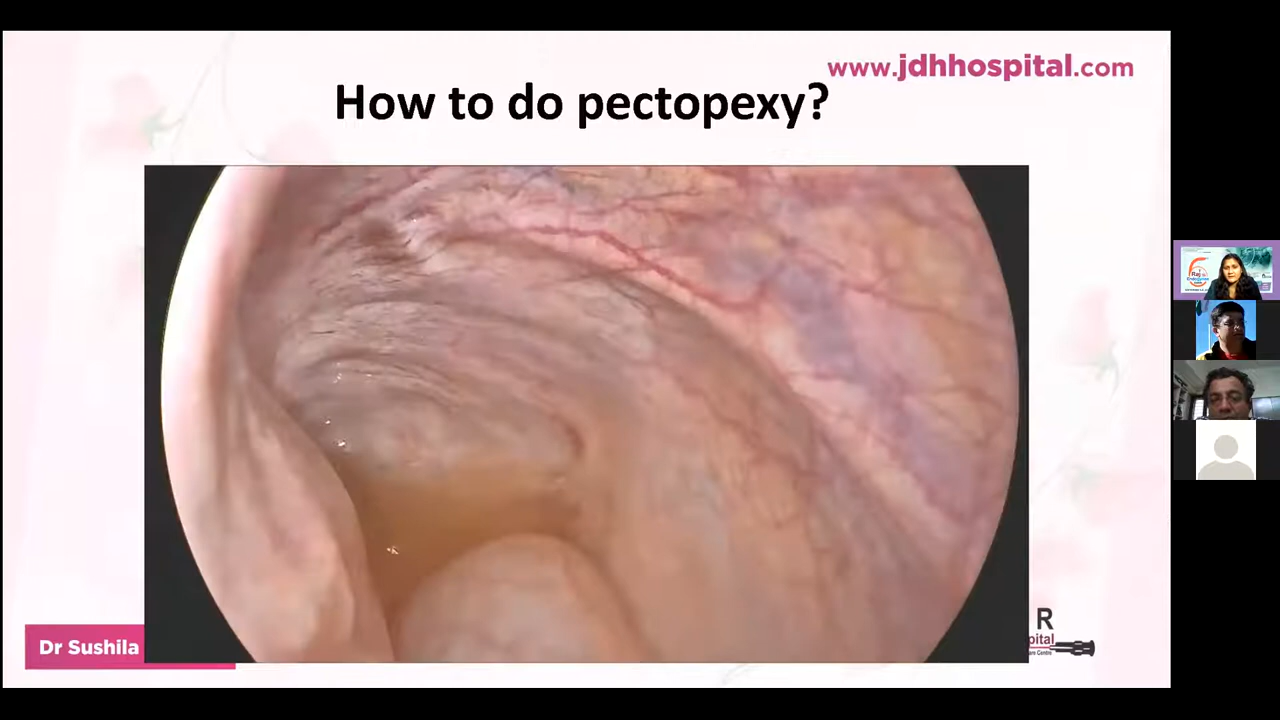 www.jdhhospital.com
How to do pectopexy?
Dr Sushila
R
pital